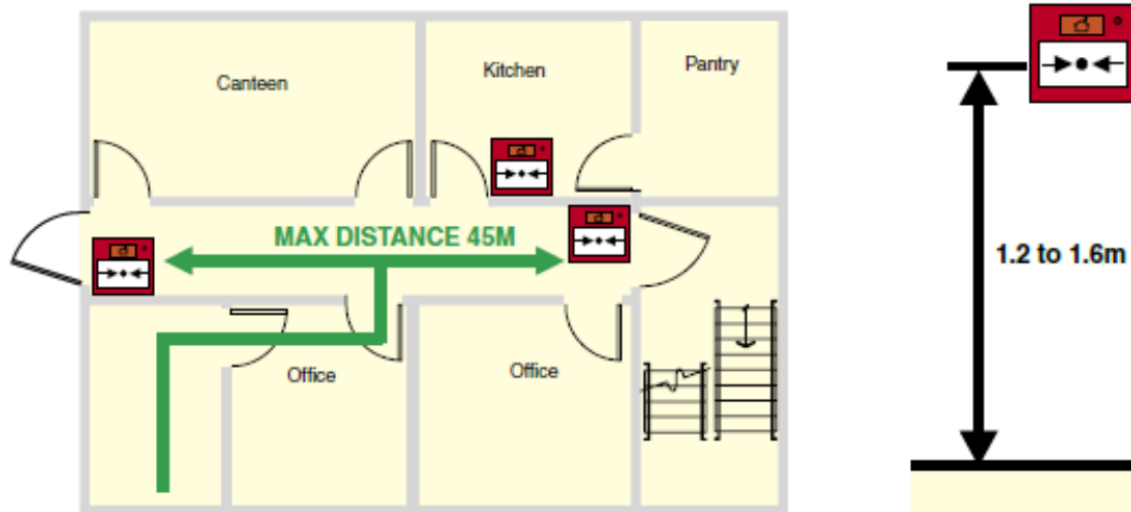 Canteen
Kitchen
Pantry
MAX DISTANCE 45M
1.2 to 1.6m
Office
Office